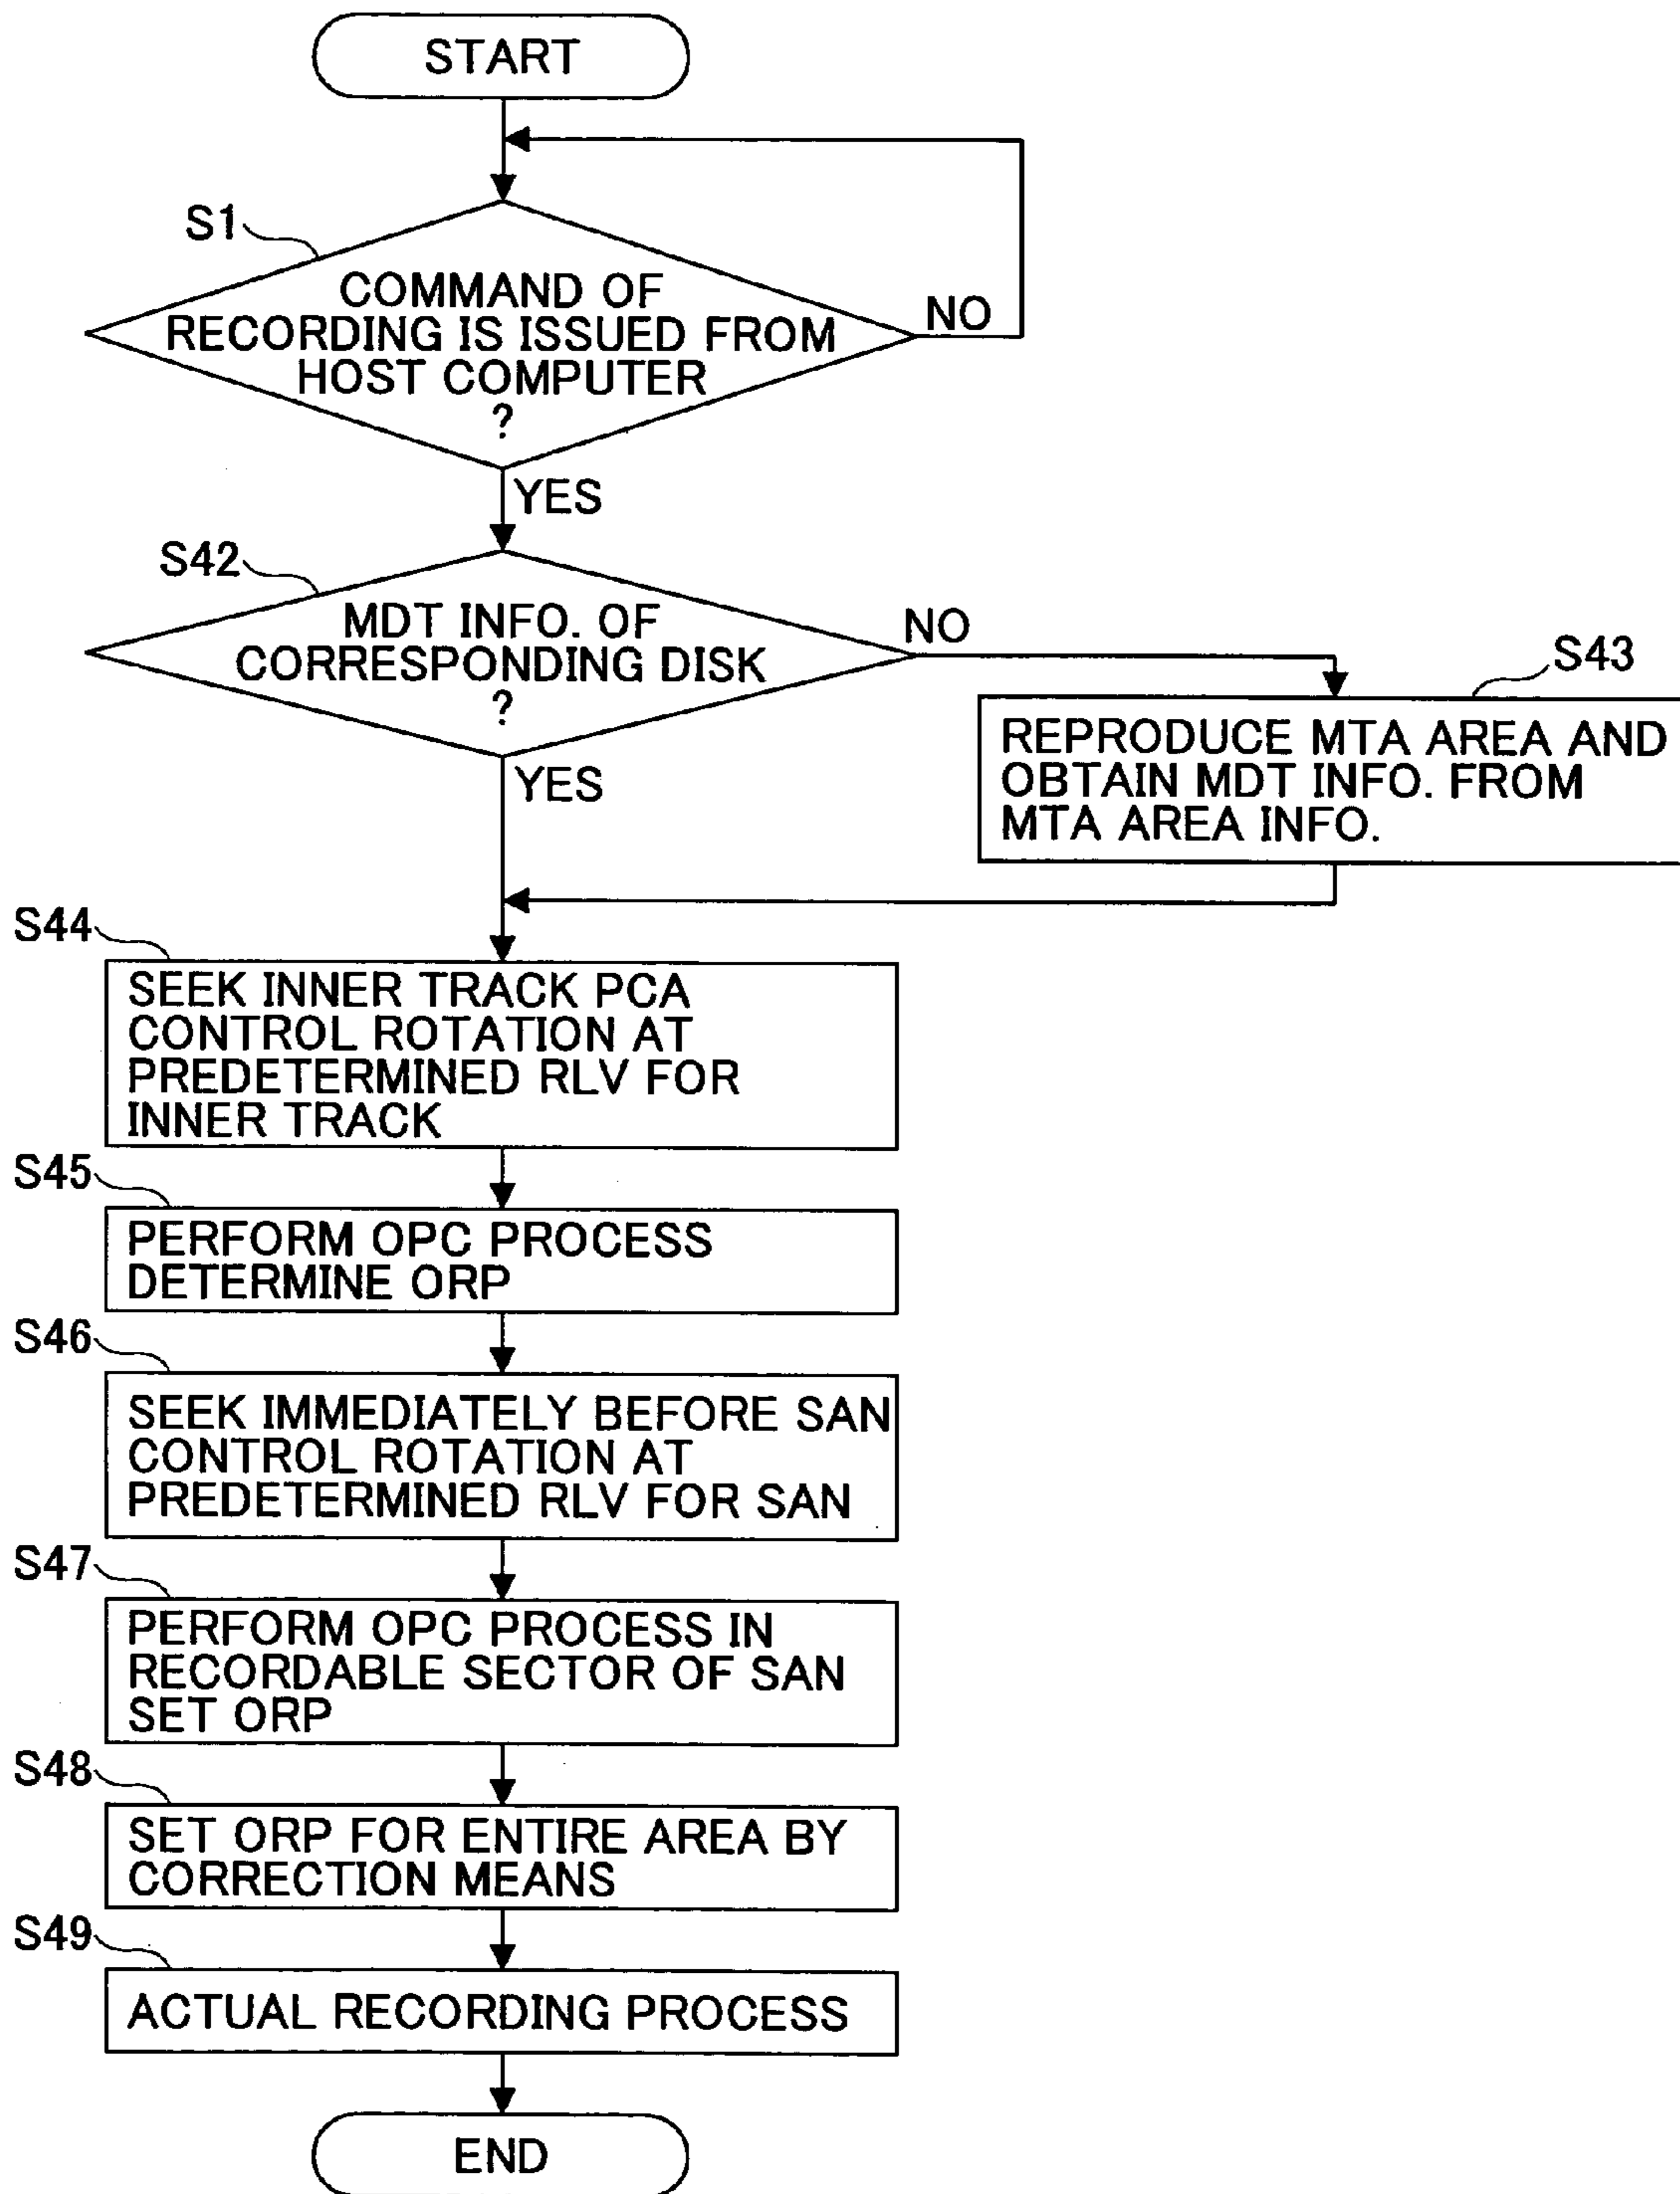 START
S1
COMMAND OF
RECORDING IS ISSUED FROM
HOST COMPUTER
?
NO
YES
S42
MDT INFO. OF
CORRESPONDING DISK
?
NO
YES
S43
REPRODUCE MTA AREA AND
OBTAIN MDT INFO. FROM
MTA AREA INFO.
S44
SEEK INNER TRACK PCA
CONTROL ROTATION AT
PREDETERMINED RLV FOR
INNER TRACK
S45
PERFORM OPC PROCESS
DETERMINE ORP
S46
SEEK IMMEDIATELY BEFORE SAN
CONTROL ROTATION AT
PREDETERMINED RLV FOR SAN
S47
PERFORM OPC PROCESS IN
RECORDABLE SECTOR OF SAN
SET ORP
S48
SET ORP FOR ENTIRE AREA BY
CORRECTION MEANS
S49
ACTUAL RECORDING PROCESS
END